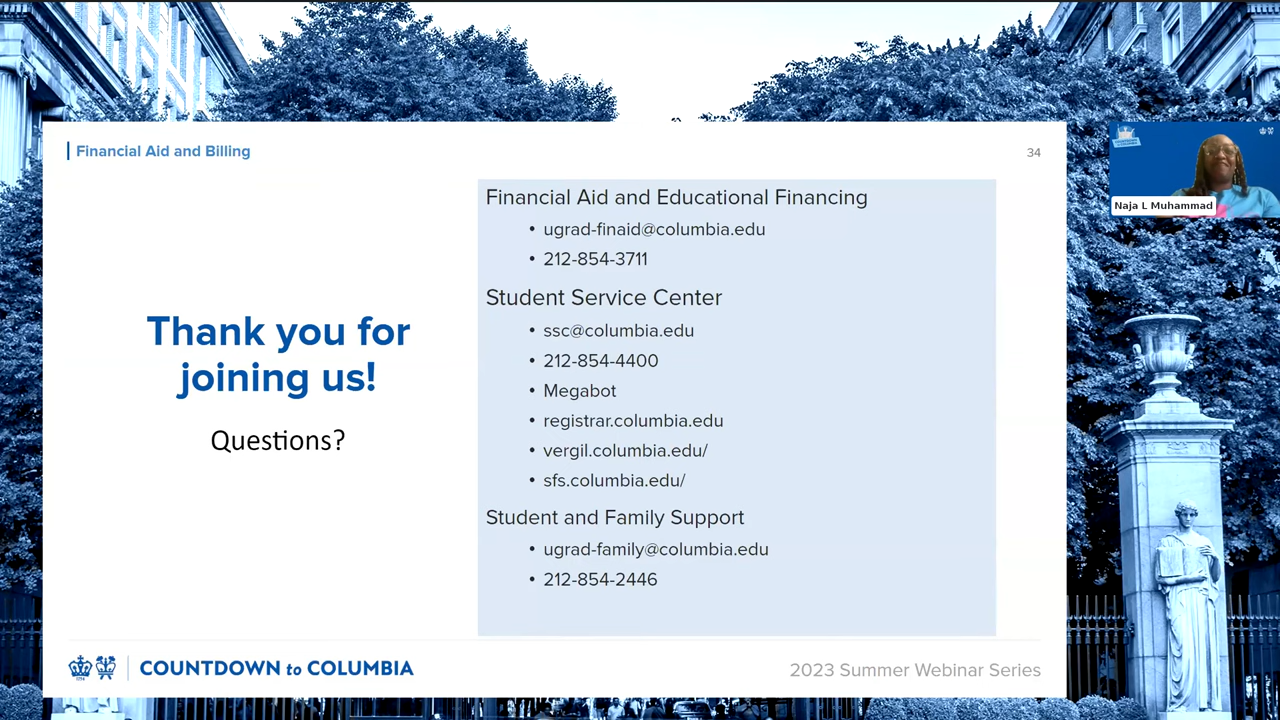 Financial Aid and Billing
34
Thank you for
joining us!
Questions?
Financial Aid and Educational Financing
• ugrad-finaid@columbia.edu
• 212-854-3711
Student Service Center
• ssc@columbia.edu
• 212-854-4400
• Megabot
• registrar.columbia.edu
• vergil.columbia.edu/
• sfs.columbia.edu/
Student and Family Support
• ugrad-family@columbia.edu
• 212-854-2446
COUNTDOWN to COLUMBIA
2023 Summer Webinar Series
Naja L Muhammad